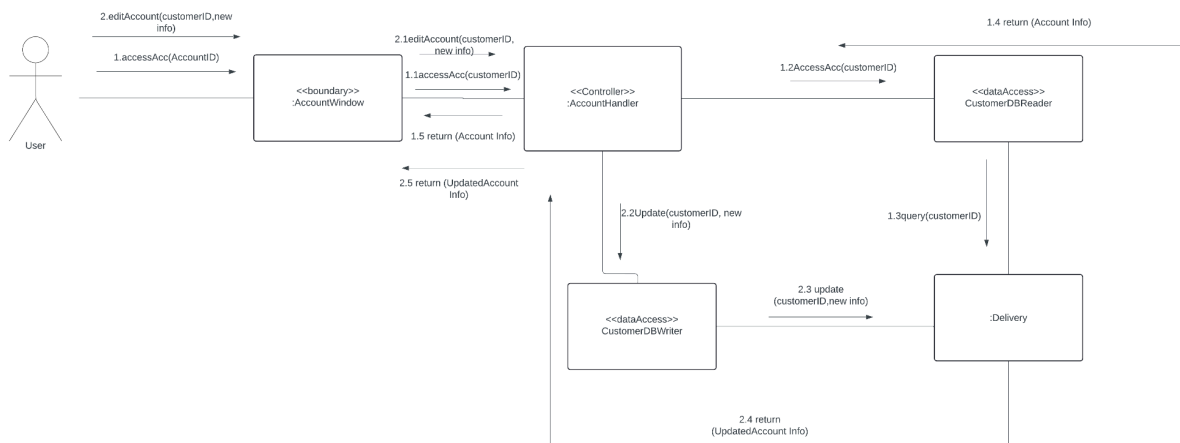 2.editAccount(customerID,new
info)
1.4 return (Account Info)
2.1editAccount(customerID,
new info)
1.accessAcc(AccountID)
1.2AccessAcc(customerID)
1.1accessAcc(customerID)
<<boundary>>
:AccountWindow
<<Controller>>
:AccountHandler
<<dataAccess>>
CustomerDBReader
1.5 return (Account Info)
User
2.5 return (UpdatedAccount
Info)
2.2Update(customerID, new
info)
1.3query(customerID)
2.3 update
(customerID,new info)
<<dataAccess>>
CustomerDBWriter
:Delivery
2.4 return
(UpdatedAccount Info)